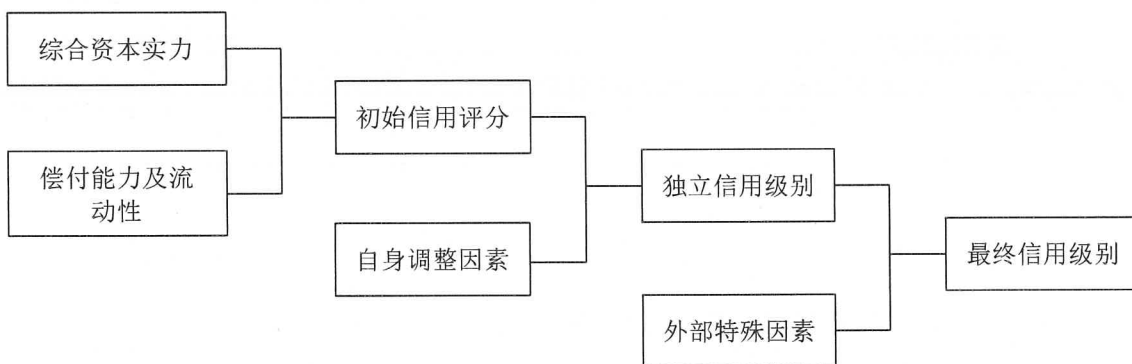 综合资本实力
初始信用评分
偿付能力及流
动性
独立信用级别
自身调整因素
最终信用级别
外部特殊因素